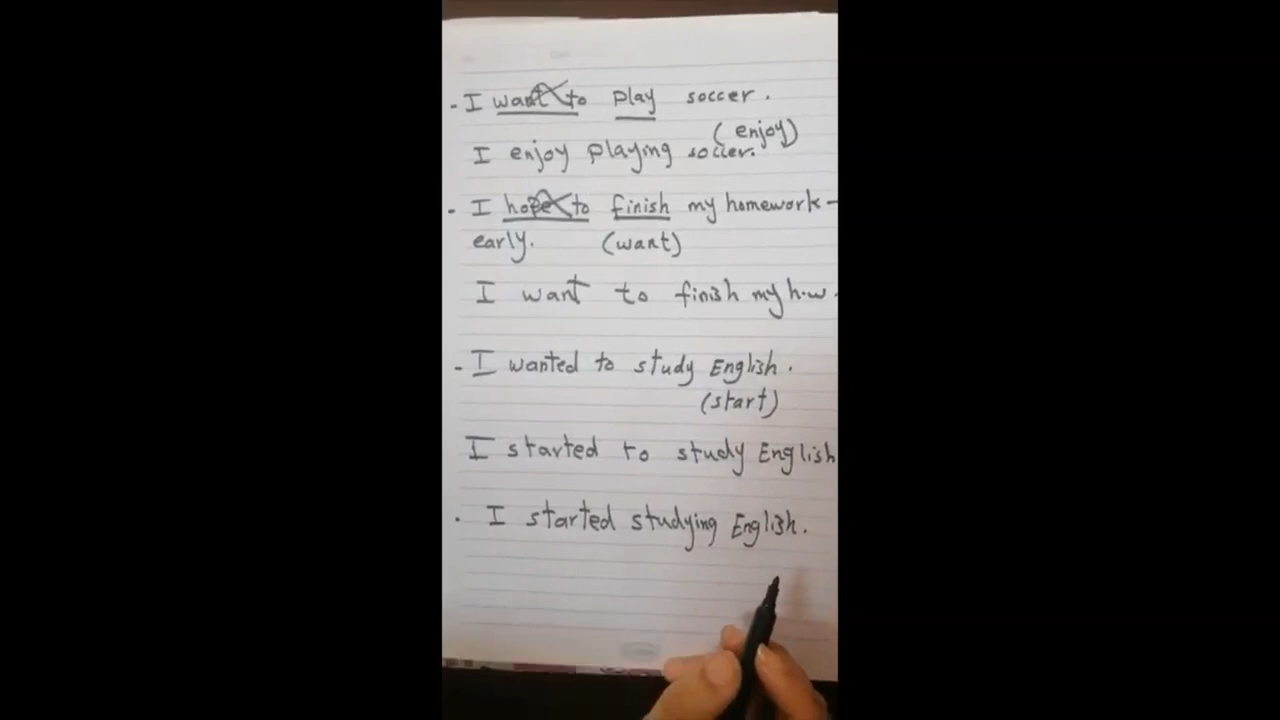 - I want to play soccer.
(enjoy)
I enjoy playing soccer.
- I hope to finish my homework -
early. (want)
I want to finish my h.w.
- I wanted to study English.
(start)
I started to study English
. I started studying English.